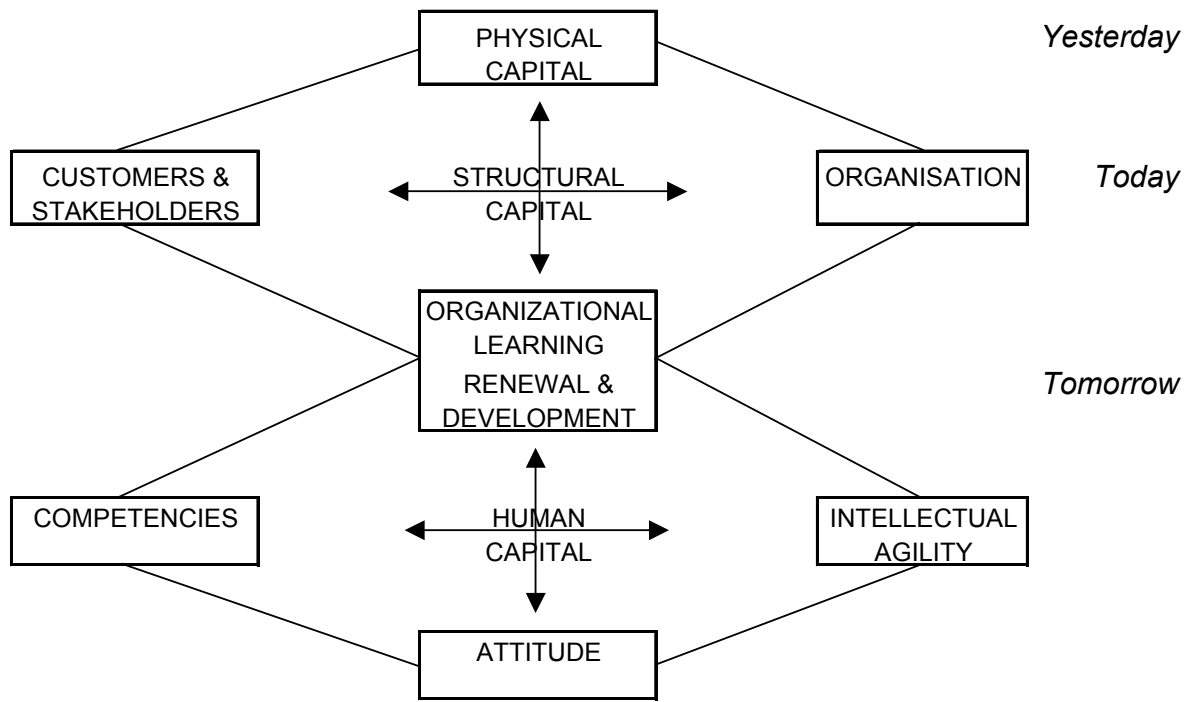 PHYSICAL
CAPITAL
Yesterday
CUSTOMERS &
STAKEHOLDERS
STRUCTURAL
CAPITAL
ORGANISATION
Today
ORGANIZATIONAL
LEARNING
RENEWAL &
DEVELOPMENT
Tomorrow
COMPETENCIES
HUMAN
CAPITAL
INTELLECTUAL
AGILITY
ATTITUDE